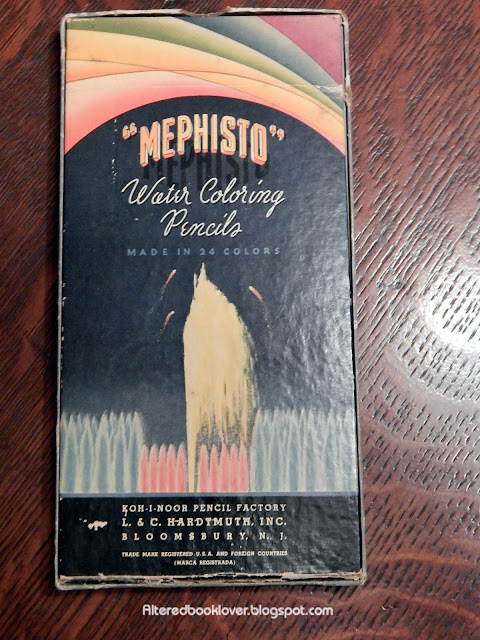 "MEPHISTO"
Water Coloring
Pencils
MADE IN 24 COLORS
KOH-I-NOOR PENCIL FACTORY
L. & C. HARDTMUTH, INC.
BLOOMSBURY, N. J.
TRADE MARK REGISTERED U.S.A. AND FOREIGN COUNTRIES
(MARCA REGISTRADA)
Alteredbooklover.blogspot.com